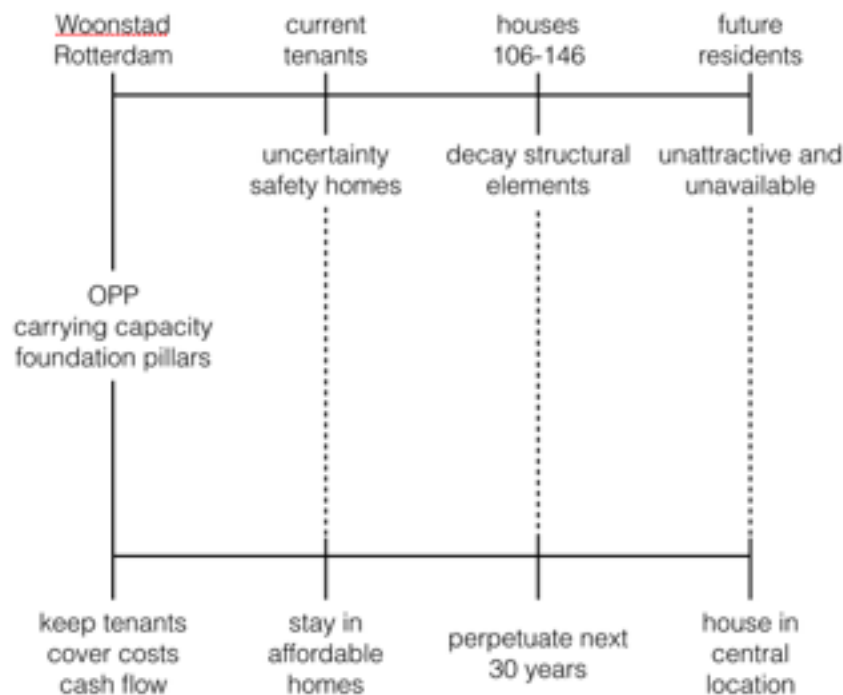 Woonstad
Rotterdam
current
tenants
houses
106-146
future
residents
uncertainty
safety homes
decay structural
elements
unattractive and
unavailable
OPP
carrying capacity
foundation pillars
keep tenants
cover costs
cash flow
stay in
affordable
homes
perpetuate next
30 years
house in
central
location